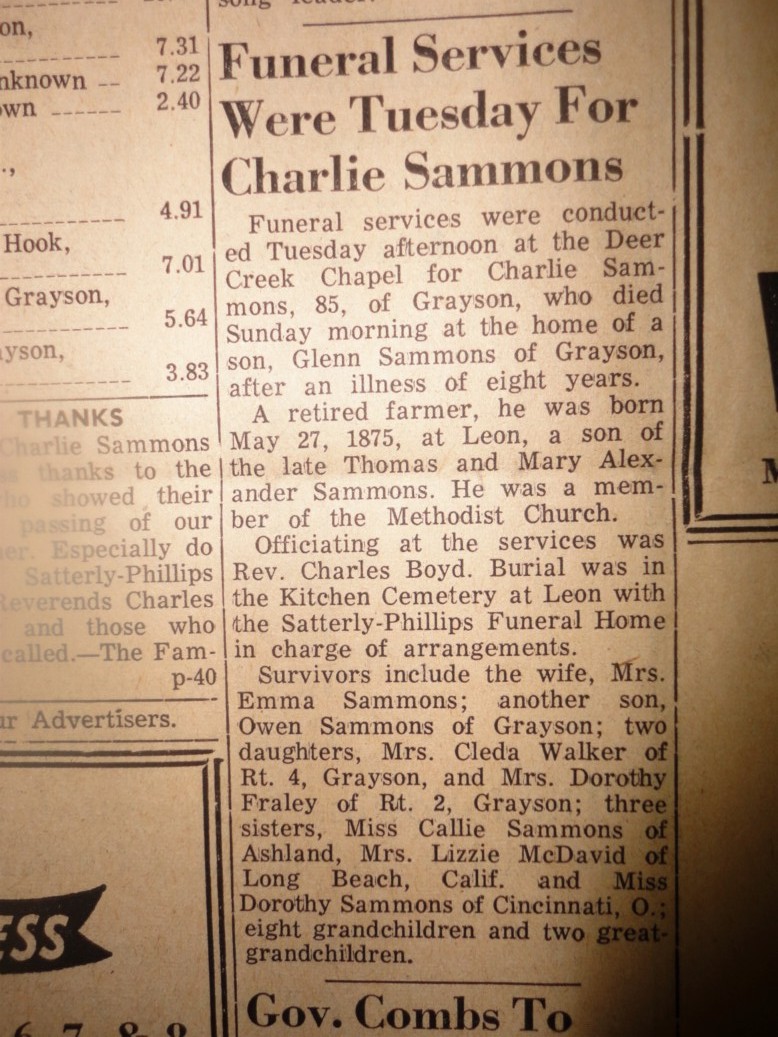 on,
7.31
nknown -- 7.22
own ------ 2.40
.,
4.91
Hook,
7.01
Grayson,
5.64
yson,
3.83
THANKS
Charlie Sammons
thanks to the
who showed their
passing of our
er. Especially do
Satterly-Phillips
Reverends Charles
and those who
called.—The Fam-
p-40
ur Advertisers.
ESS
6, 7, & 8
song leader.
Funeral Services
Were Tuesday For
Charlie Sammons
Funeral services were conduct-
ed Tuesday afternoon at the Deer
Creek Chapel for Charlie Sam-
mons, 85, of Grayson, who died
Sunday morning at the home of a
son, Glenn Sammons of Grayson,
after an illness of eight years.
A retired farmer, he was born
May 27, 1875, at Leon, a son of
the late Thomas and Mary Alex-
ander Sammons. He was a mem-
ber of the Methodist Church.
Officiating at the services was
Rev. Charles Boyd. Burial was in
the Kitchen Cemetery at Leon with
the Satterly-Phillips Funeral Home
in charge of arrangements.
Survivors include the wife, Mrs.
Emma Sammons; another son,
Owen Sammons of Grayson; two
daughters, Mrs. Cleda Walker of
Rt. 4, Grayson, and Mrs. Dorothy
Fraley of Rt. 2, Grayson; three
sisters, Miss Callie Sammons of
Ashland, Mrs. Lizzie McDavid of
Long Beach, Calif. and Miss
Dorothy Sammons of Cincinnati, O.;
eight grandchildren and two great-
grandchildren.
Gov. Combs To